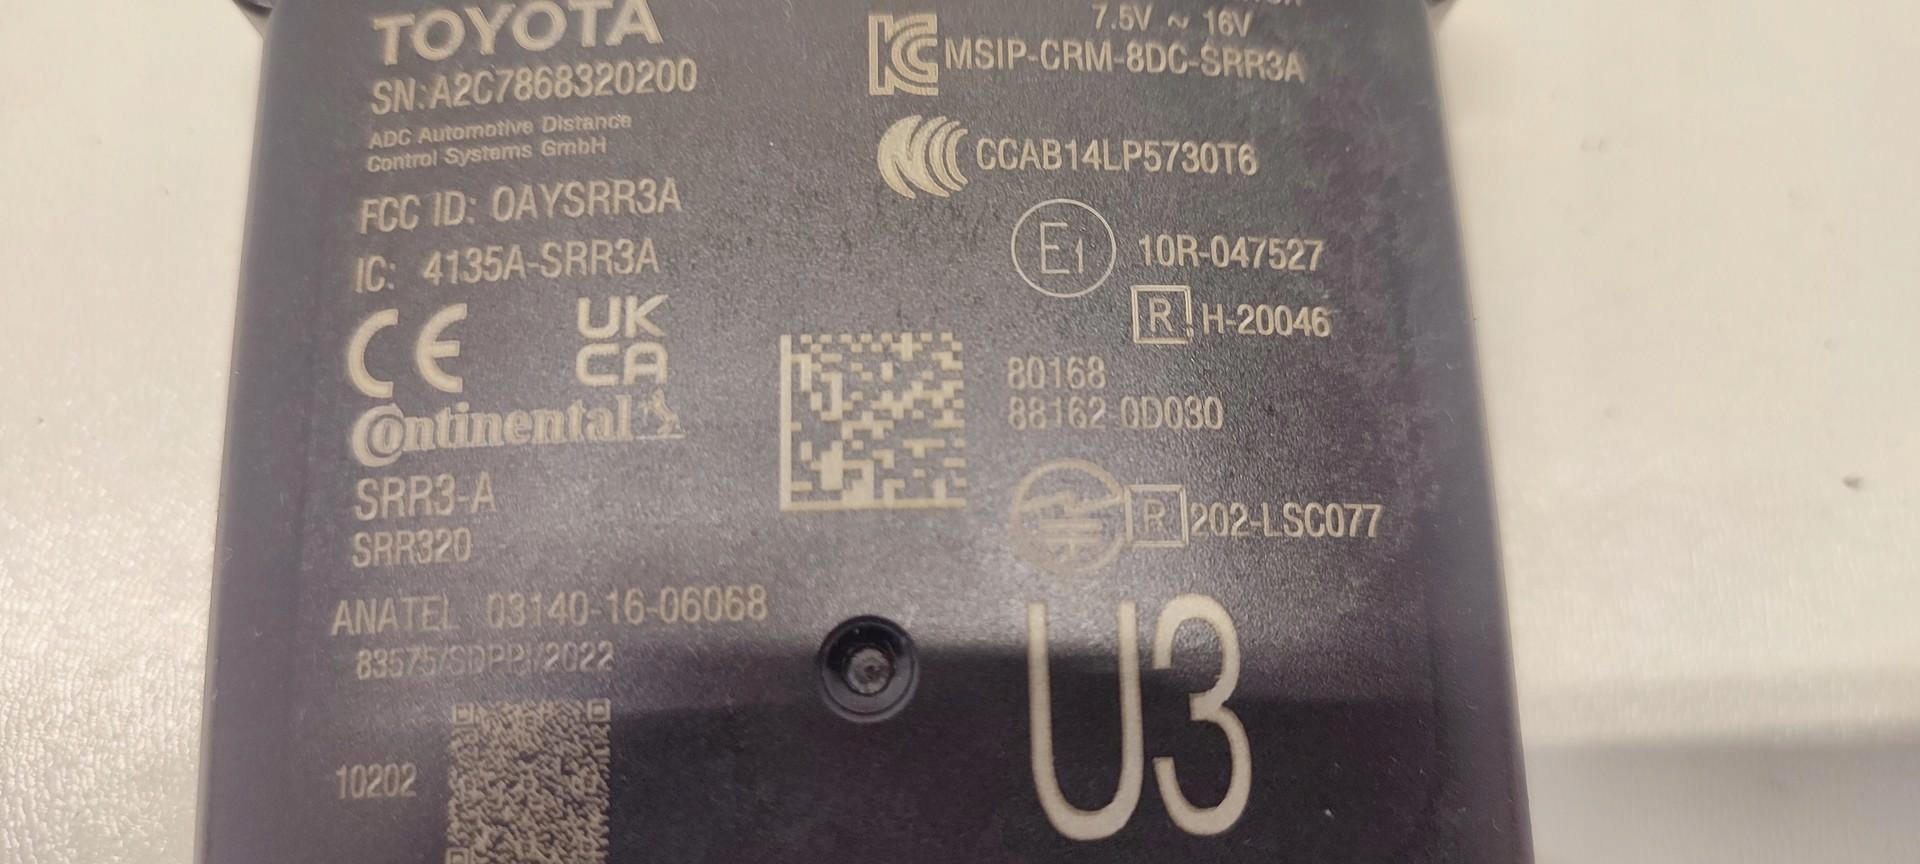 TOYOTA
SN:A2C7868320200
ADC Automotive Distance
Control Systems GmbH
FCC ID: OAYSRR3A
IC: 4135A-SRR3A
CE
UK
CA
Continental
SRR3-A
SRR320
ANATEL 03140-16-06068
83575/SDPPI/2022
10202
7.5V ~ 16V
MSIP-CRM-8DC-SRR3A
CCAB14LP5730T6
E1 10R-047527
R H-20046
80168
88162-0D030
R 202-LSC077
U3